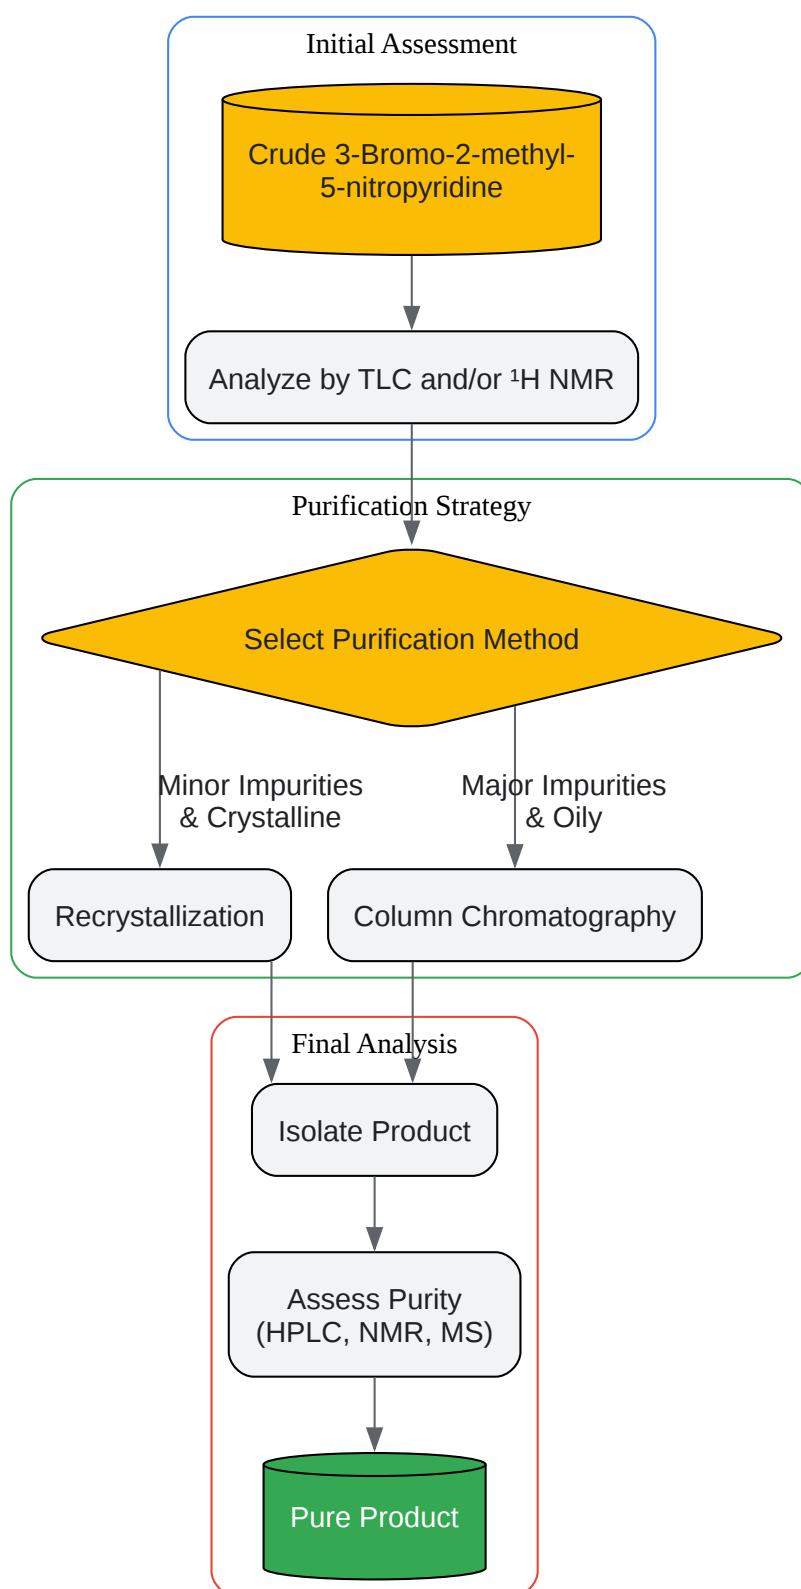 Initial Assessment
Crude 3-Bromo-2-methyl-
5-nitropyridine
Analyze by TLC and/or ¹H NMR
Purification Strategy
Select Purification Method
Minor Impurities
& Crystalline
Major Impurities
& Oily
Recrystallization
Column Chromatography
Final Analysis
Isolate Product
Assess Purity
(HPLC, NMR, MS)
Pure Product